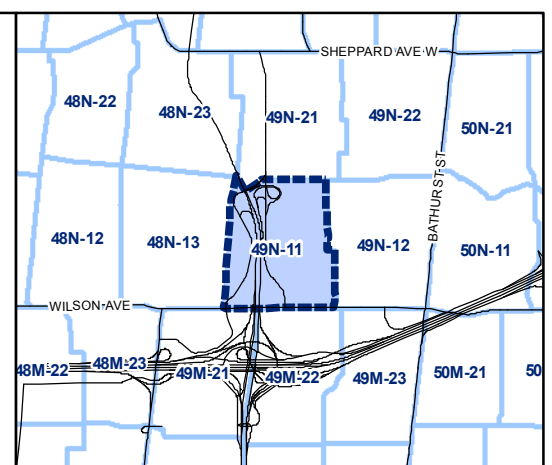 SHEPPARD AVE W
48N-22
48N-23
49N-21
49N-22
50N-21
BATHURST ST
48N-12
48N-13
49N-11
49N-12
50N-11
WILSON AVE
48M-22
48M-23
49M-21
49M-22
49M-23
50M-21
50